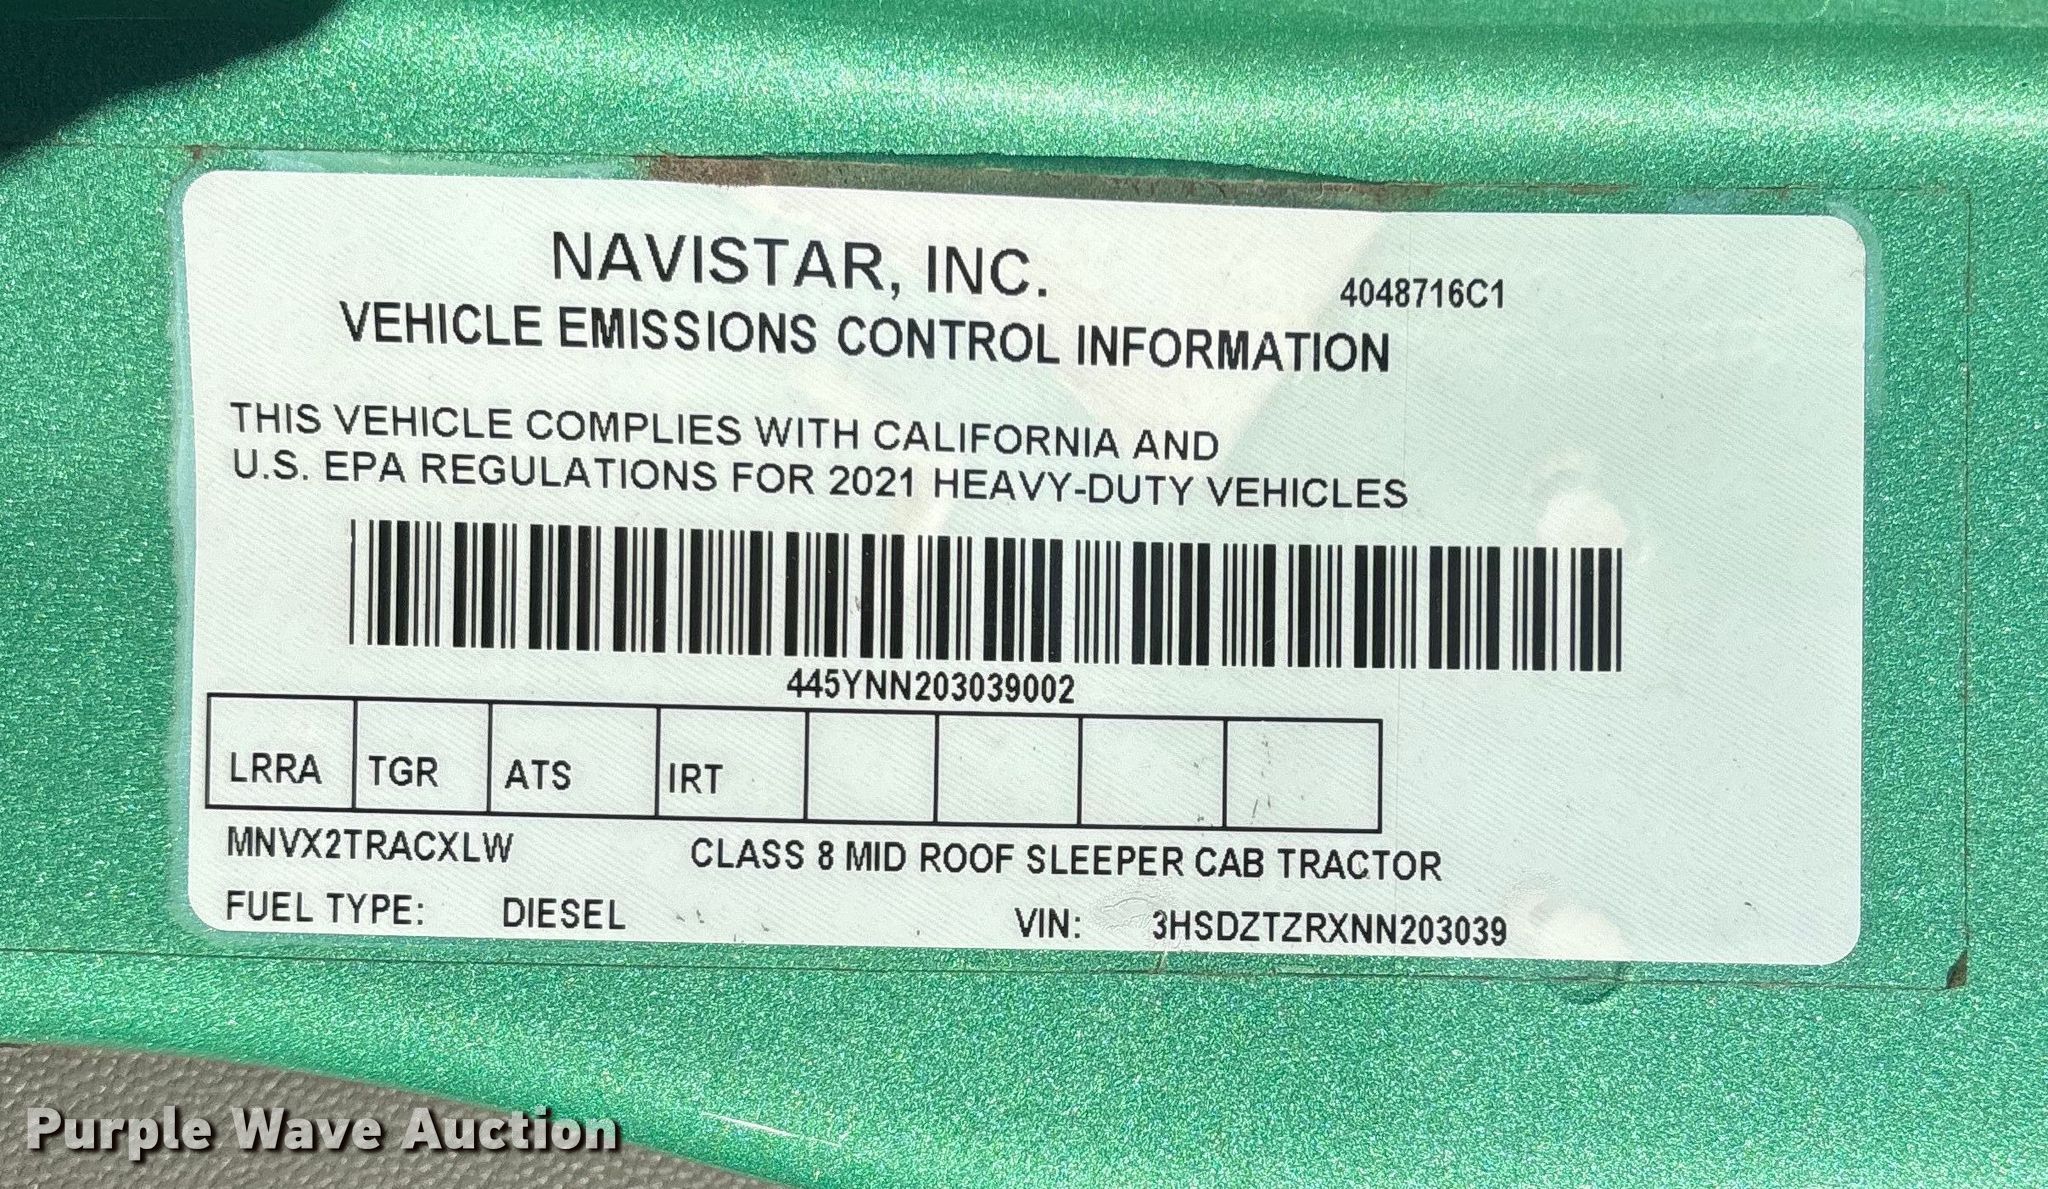 NAVISTAR, INC.
4048716C1
VEHICLE EMISSIONS CONTROL INFORMATION
THIS VEHICLE COMPLIES WITH CALIFORNIA AND
U.S. EPA REGULATIONS FOR 2021 HEAVY-DUTY VEHICLES
445YNN203039002
LRRA TGR ATS IRT
MNVX2TRACXLW CLASS 8 MID ROOF SLEEPER CAB TRACTOR
FUEL TYPE: DIESEL VIN: 3HSDZTZRXNN203039
Purple Wave Auction